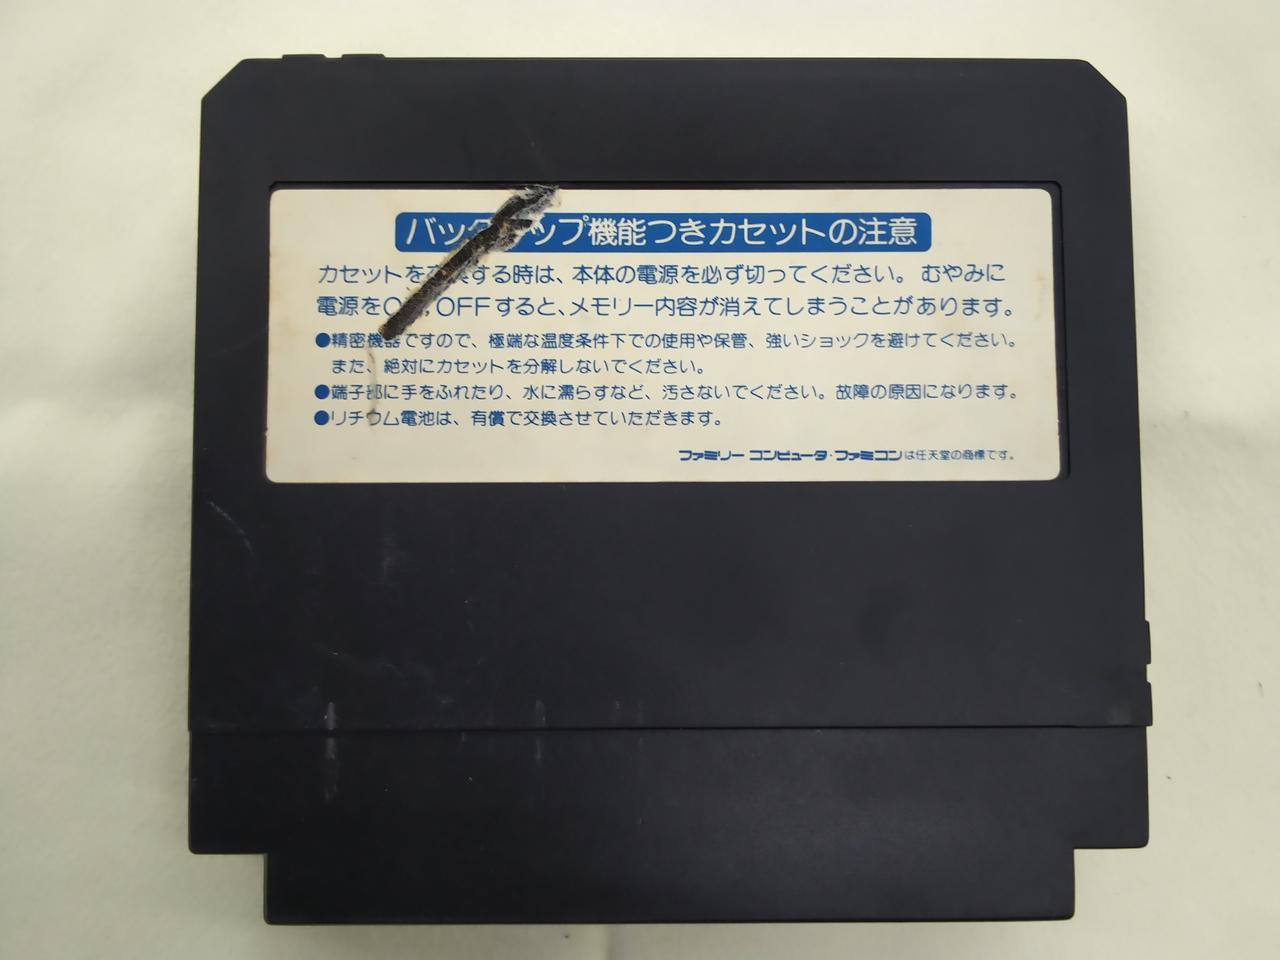 バックアップ機能つきカセットの注意
カセットを する時は、本体の電源を必ず切ってください。むやみに
電源をON, OFFすると、メモリー内容が消えてしまうことがあります。
●精密機器ですので、極端な温度条件下での使用や保管、強いショックを避けてください。
また、絶対にカセットを分解しないでください。
●端子部に手をふれたり、水に濡らすなど、汚さないでください。故障の原因になります。
●リチウム電池は、有償で交換させていただきます。
ファミリーコンピュータ・ファミコンは任天堂の商標です。